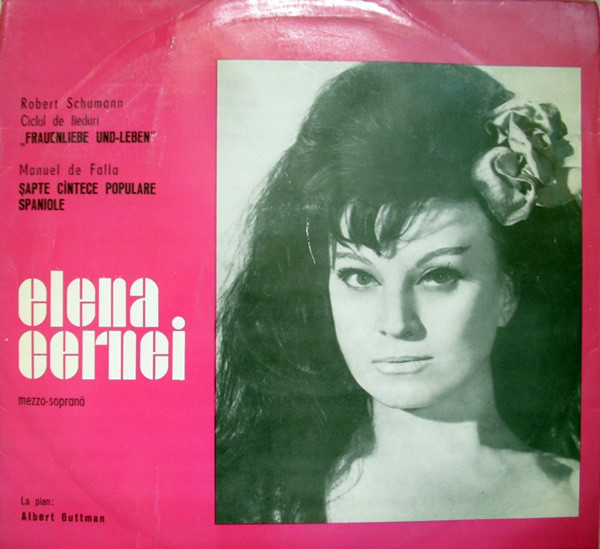 Robert Schumann
Ciclul de lieduri
„FRAUENLIEBE UND-LEBEN"
Manuel de Falla
ŞAPTE CÎNTECE POPULARE
SPANIOLE
elena
cernei
mezzo-soprană
La pian:
Albert Guttman